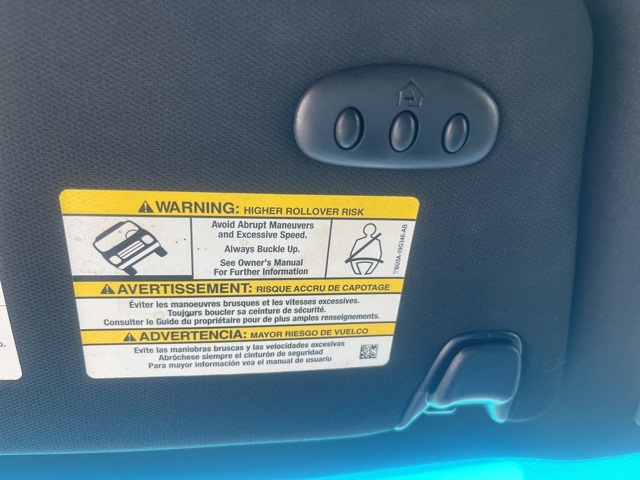 WARNING: HIGHER ROLLOVER RISK
Avoid Abrupt Maneuvers
and Excessive Speed.
Always Buckle Up.
See Owner's Manual
For Further Information
AVERTISSEMENT: RISQUE ACCRU DE CAPOTAGE
Éviter les manoeuvres brusques et les vitesses excessives.
Toujours boucler sa ceinture de sécurité.
Consulter le Guide du propriétaire pour de plus amples renseignements.
ADVERTENCIA: MAYOR RIESGO DE VUELCO
Evite las maniobras bruscas y las velocidades excesivas
Abróchese siempre el cinturón de seguridad
Para mayor información vea el manual de usuario